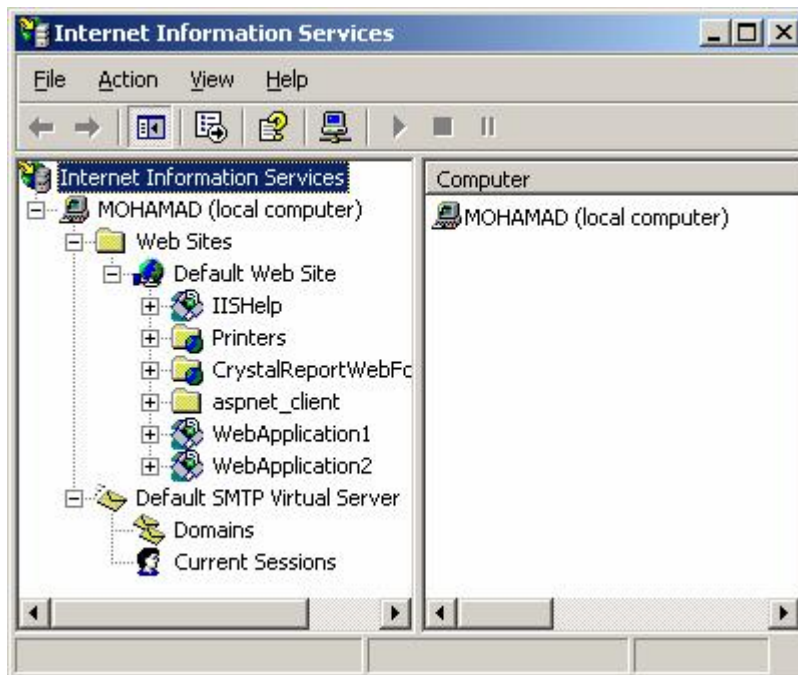 Internet Information Services
File Action View Help
Internet Information Services
MOHAMAD (local computer)
Web Sites
Default Web Site
IISHelp
Printers
CrystalReportWebFo
aspnet_client
WebApplication1
WebApplication2
Default SMTP Virtual Server
Domains
Current Sessions
Computer
MOHAMAD (local computer)